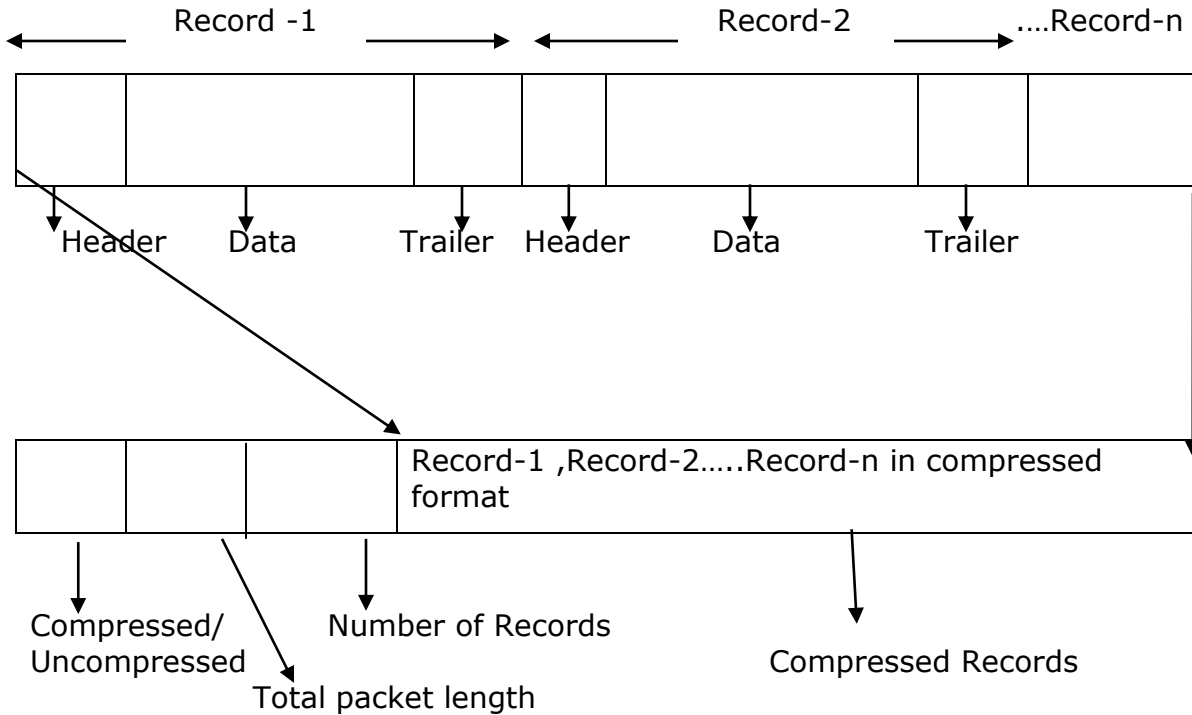 Record -1
Record-2
.…Record-n
Header
Data
Trailer
Header
Data
Trailer
Record-1 ,Record-2…..Record-n in compressed
format
Compressed/
Uncompressed
Number of Records
Total packet length
Compressed Records